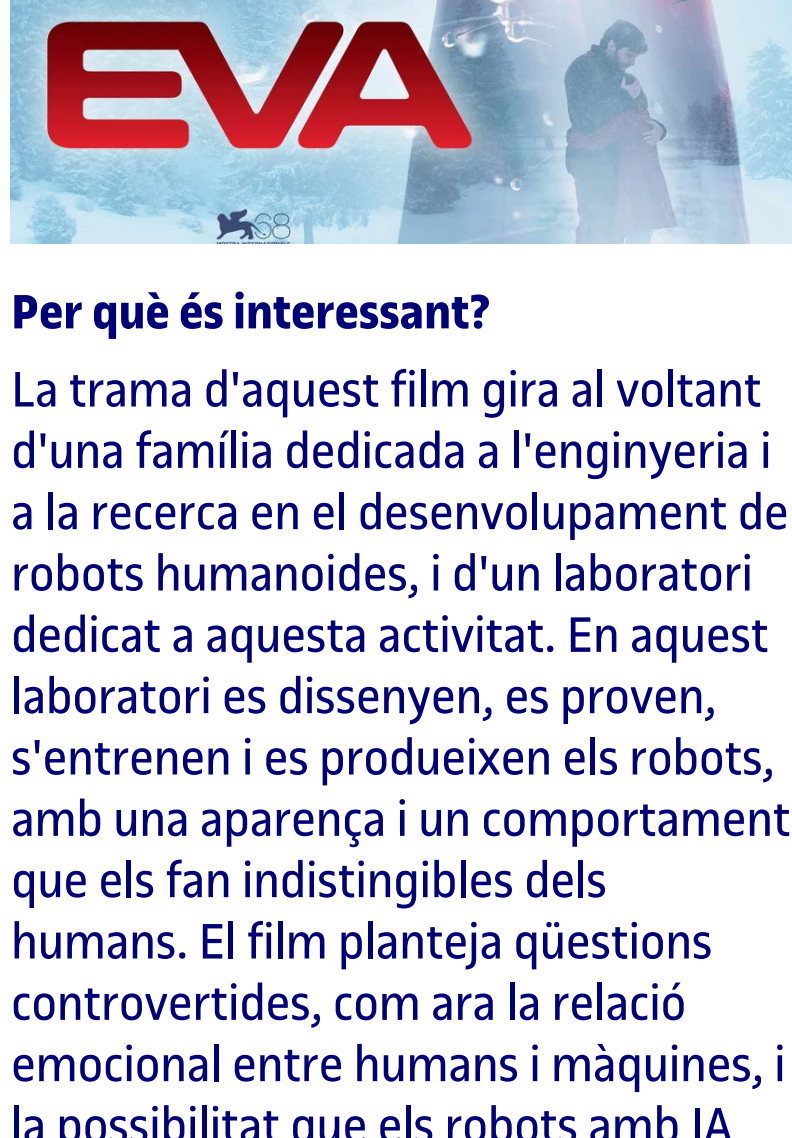 EVA
68
Per què és interessant?
La trama d'aquest film gira al voltant
d'una família dedicada a l'enginyeria i
a la recerca en el desenvolupament de
robots humanoides, i d'un laboratori
dedicat a aquesta activitat. En aquest
laboratori es dissenyen, es proven,
s'entrenen i es produeixen els robots,
amb una aparença i un comportament
que els fan indistingibles dels
humans. El film planteja qüestions
controvertides, com ara la relació
emocional entre humans i màquines, i
la possibilitat que els robots amb IA